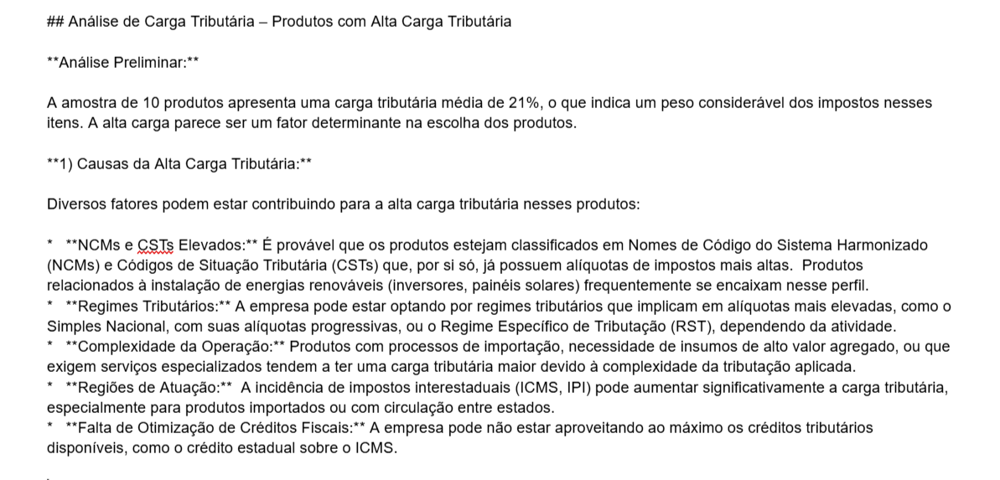 ## Análise de Carga Tributária – Produtos com Alta Carga Tributária
**Análise Preliminar:**
A amostra de 10 produtos apresenta uma carga tributária média de 21%, o que indica um peso considerável dos impostos nesses
itens. A alta carga parece ser um fator determinante na escolha dos produtos.
**1) Causas da Alta Carga Tributária:**
Diversos fatores podem estar contribuindo para a alta carga tributária nesses produtos:
*   **NCMs e CSTs Elevados:** É provável que os produtos estejam classificados em Nomes de Código do Sistema Harmonizado
(NCMs) e Códigos de Situação Tributária (CSTs) que, por si só, já possuem alíquotas de impostos mais altas.  Produtos
relacionados à instalação de energias renováveis (inversores, painéis solares) frequentemente se encaixam nesse perfil.
*   **Regimes Tributários:** A empresa pode estar optando por regimes tributários que implicam em alíquotas mais elevadas, como o
Simples Nacional, com suas alíquotas progressivas, ou o Regime Específico de Tributação (RST), dependendo da atividade.
*   **Complexidade da Operação:** Produtos com processos de importação, necessidade de insumos de alto valor agregado, ou que
exigem serviços especializados tendem a ter uma carga tributária maior devido à complexidade da tributação aplicada.
*   **Regiões de Atuação:**  A incidência de impostos interestaduais (ICMS, IPI) pode aumentar significativamente a carga tributária,
especialmente para produtos importados ou com circulação entre estados.
*   **Falta de Otimização de Créditos Fiscais:** A empresa pode não estar aproveitando ao máximo os créditos tributários
disponíveis, como o crédito estadual sobre o ICMS.